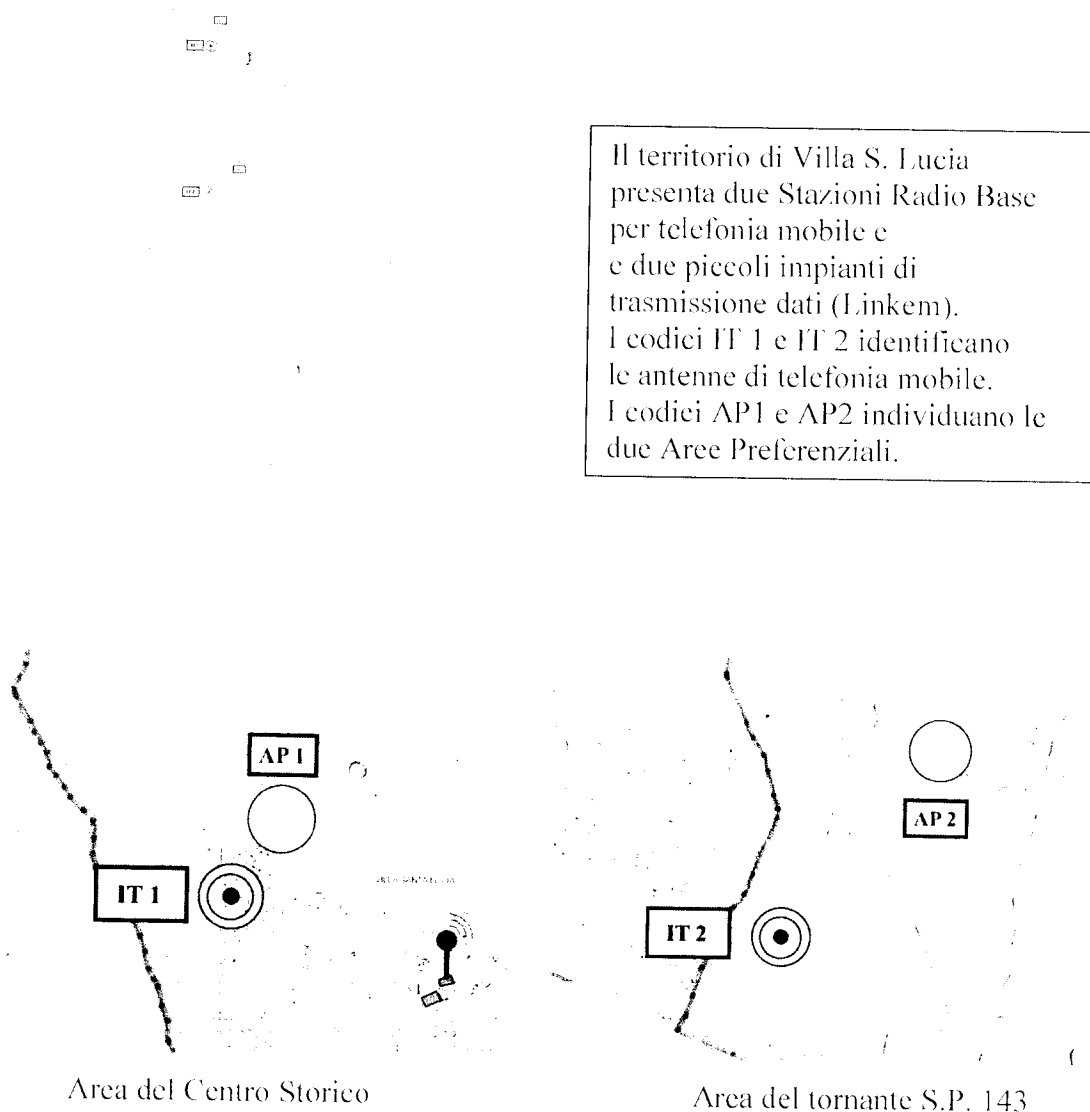 Il territorio di Villa S. Lucia
presenta due Stazioni Radio Base
per telefonia mobile e
e due piccoli impianti di
trasmissione dati (Linkem).
I codici IT 1 e IT 2 identificano
le antenne di telefonia mobile.
I codici AP1 e AP2 individuano le
due Aree Preferenziali.
AP 1
IT 1
AP 2
IT 2
Area del Centro Storico
Area del tornante S.P. 143